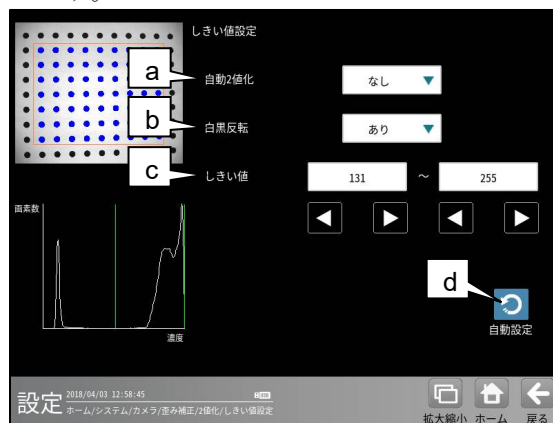 しきい値設定
a
自動2値化
なし
b
白黒反転
あり
c
しきい値
131
～
255
画素数
濃度
d
自動設定
設定
2018/04/03 12:58:45
ホーム/システム/カメラ/歪み補正/2値化/しきい値設定
拡大縮小
ホーム
戻る